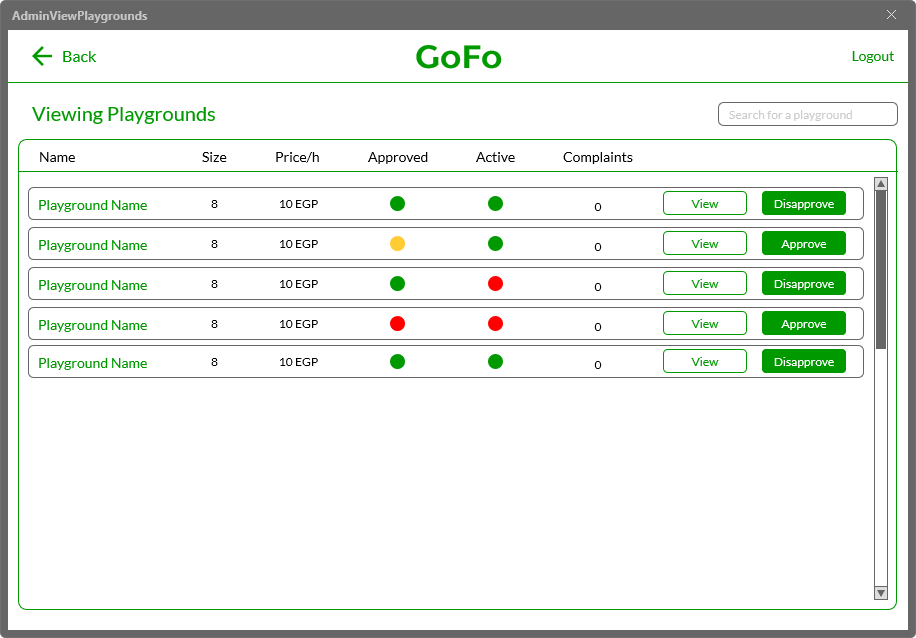 AdminViewPlaygrounds
Back GoFo Logout
Viewing Playgrounds Search for a playground
Name Size Price/h Approved Active Complaints
Playground Name 8 10 EGP 0 View Disapprove
Playground Name 8 10 EGP 0 View Approve
Playground Name 8 10 EGP 0 View Disapprove
Playground Name 8 10 EGP 0 View Approve
Playground Name 8 10 EGP 0 View Disapprove